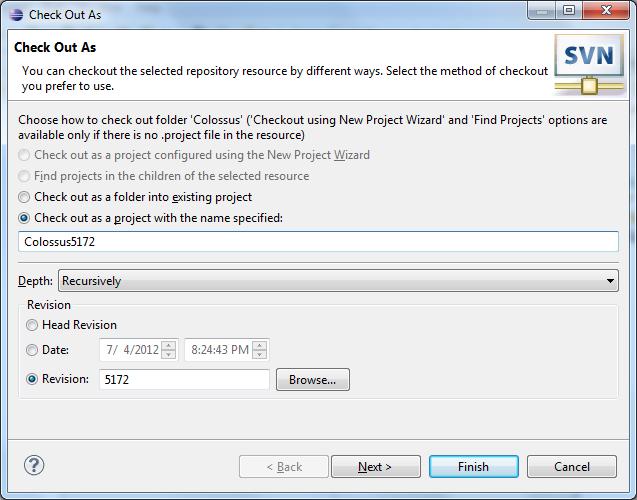 Check Out As
Check Out As
You can checkout the selected repository resource by different ways. Select the method of checkout
you prefer to use.
SVN
Choose how to check out folder 'Colossus' ('Checkout using New Project Wizard' and 'Find Projects' options are
available only if there is no .project file in the resource)
Check out as a project configured using the New Project Wizard
Find projects in the children of the selected resource
Check out as a folder into existing project
Check out as a project with the name specified:
Colossus5172
Depth: Recursively
Revision
Head Revision
Date: 7/ 4/2012 8:24:43 PM
Revision: 5172 Browse...
? < Back Next > Finish Cancel